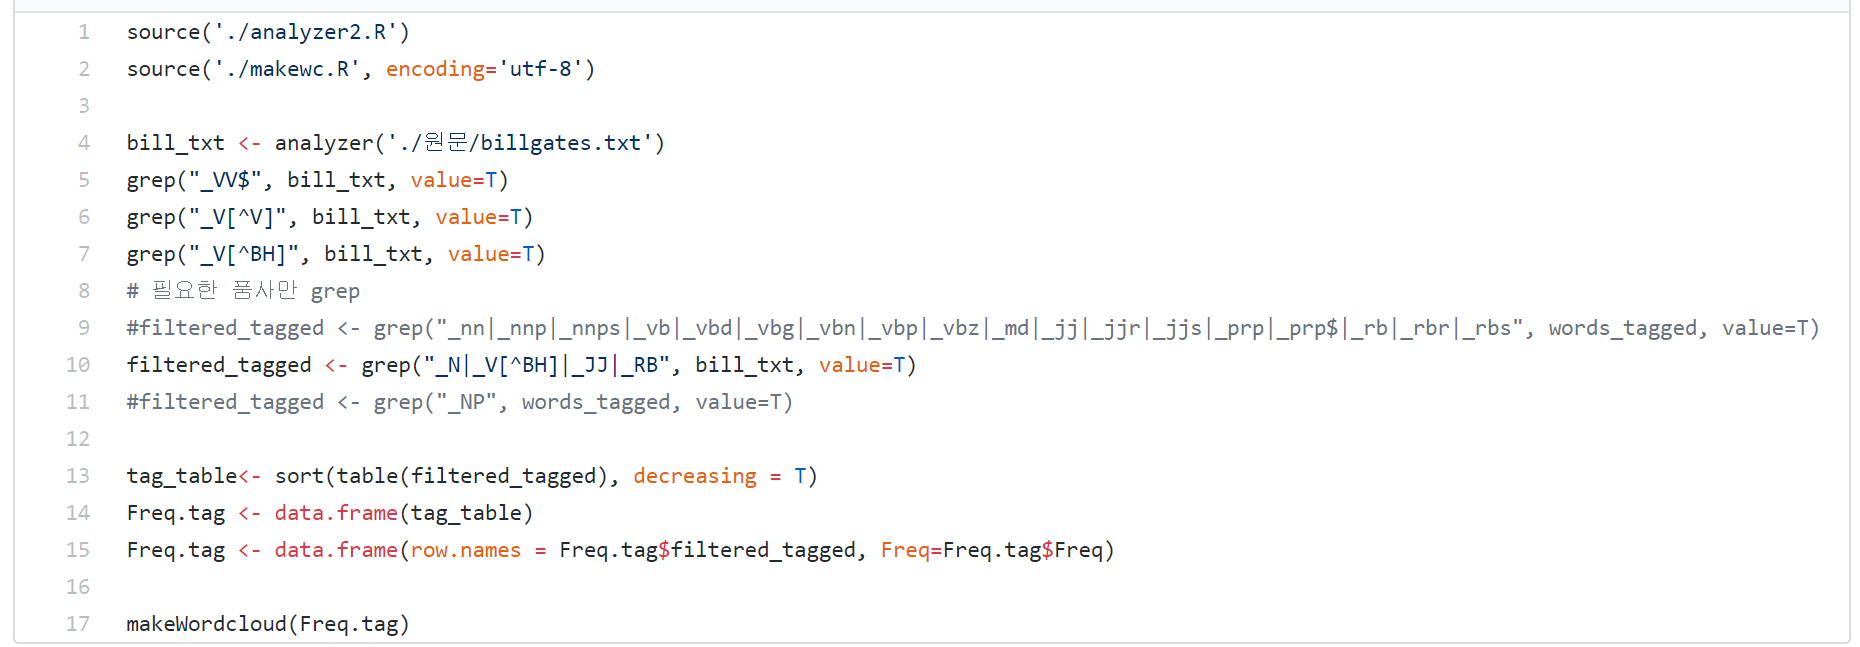 1 source('./analyzer2.R')
2 source('./makewc.R', encoding='utf-8')
3
4 bill_txt <- analyzer('./원문/billgates.txt')
5 grep("_VV$", bill_txt, value=T)
6 grep("_V[^V]", bill_txt, value=T)
7 grep("_V[^BH]", bill_txt, value=T)
8 # 필요한 품사만 grep
9 #filtered_tagged <- grep("_nn|_nnp|_nnps|_vb|_vbd|_vbg|_vbn|_vbp|_vbz|_md|_jj|_jjr|_jjs|_prp|_prp$|_rb|_rbr|_rbs", words_tagged, value=T)
10 filtered_tagged <- grep("_N|_V[^BH]|_JJ|_RB", bill_txt, value=T)
11 #filtered_tagged <- grep("_NP", words_tagged, value=T)
12
13 tag_table<- sort(table(filtered_tagged), decreasing = T)
14 Freq.tag <- data.frame(tag_table)
15 Freq.tag <- data.frame(row.names = Freq.tag$filtered_tagged, Freq=Freq.tag$Freq)
16
17 makeWordcloud(Freq.tag)